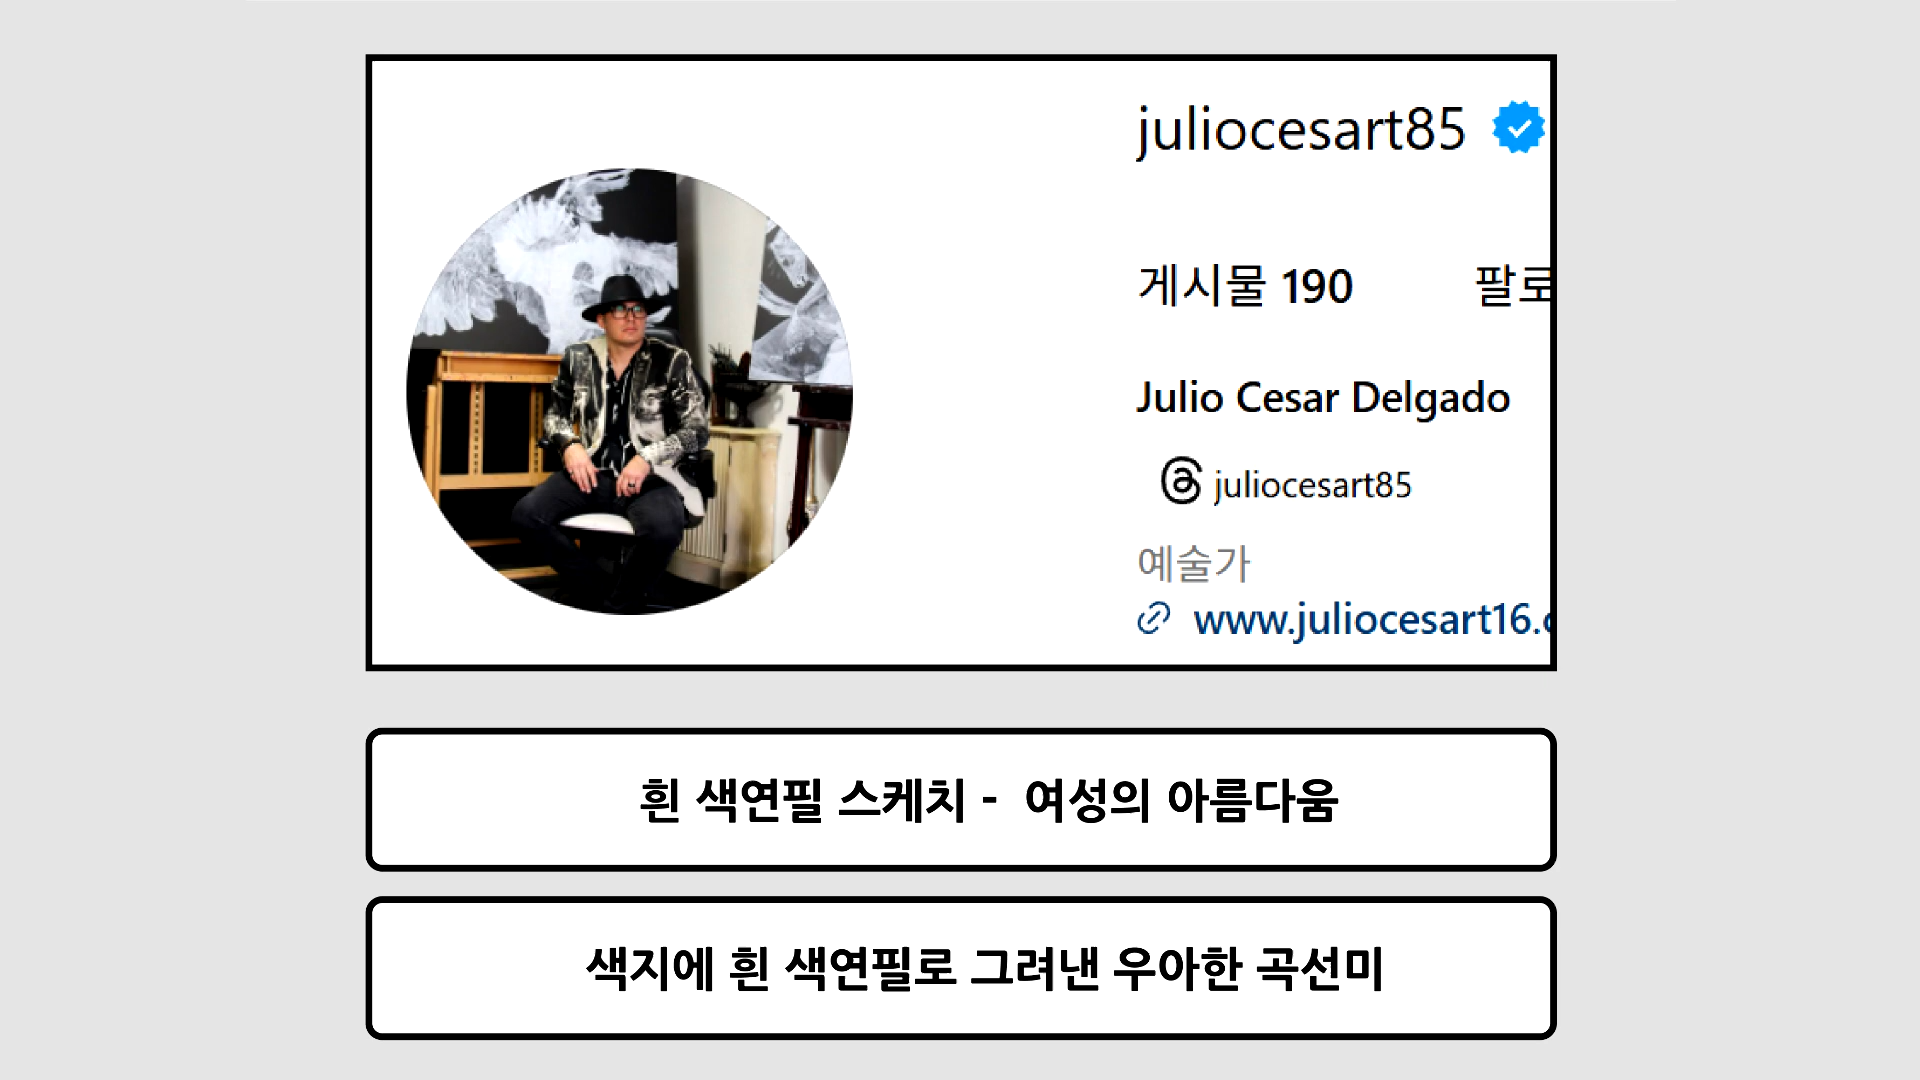 juliocesart85
게시물 190 팔로
Julio Cesar Delgado
juliocesart85
예술가
www.juliocesart16.
흰 색연필 스케치 - 여성의 아름다움
색지에 흰 색연필로 그려낸 우아한 곡선미